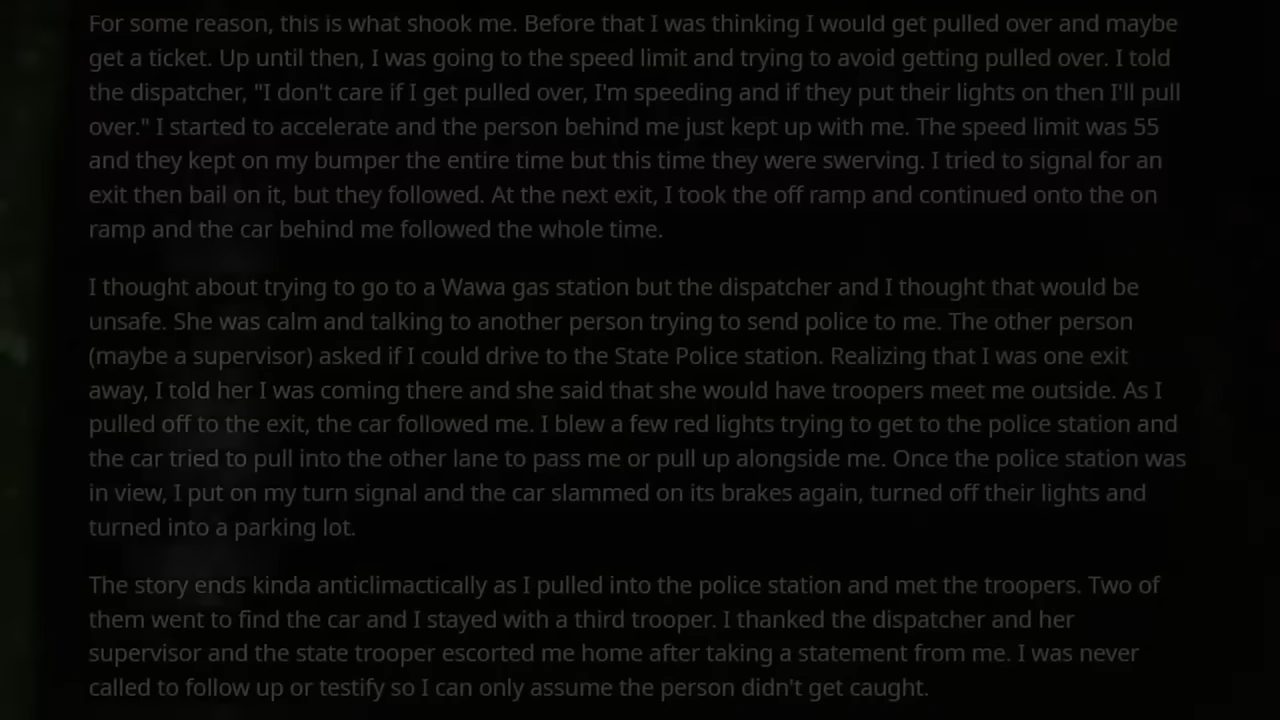 For some reason, this is what shook me. Before that I was thinking I would get pulled over and maybe
get a ticket. Up until then, I was going to the speed limit and trying to avoid getting pulled over. I told
the dispatcher, "I don't care if I get pulled over, I'm speeding and if they put their lights on then I'll pull
over." I started to accelerate and the person behind me just kept up with me. The speed limit was 55
and they kept on my bumper the entire time but this time they were swerving. I tried to signal for an
exit then bail on it, but they followed. At the next exit, I took the off ramp and continued onto the on
ramp and the car behind me followed the whole time.
I thought about trying to go to a Wawa gas station but the dispatcher and I thought that would be
unsafe. She was calm and talking to another person trying to send police to me. The other person
(maybe a supervisor) asked if I could drive to the State Police station. Realizing that I was one exit
away, I told her I was coming there and she said that she would have troopers meet me outside. As I
pulled off to the exit, the car followed me. I blew a few red lights trying to get to the police station and
the car tried to pull into the other lane to pass me or pull up alongside me. Once the police station was
in view, I put on my turn signal and the car slammed on its brakes again, turned off their lights and
turned into a parking lot.
The story ends kinda anticlimactically as I pulled into the police station and met the troopers. Two of
them went to find the car and I stayed with a third trooper. I thanked the dispatcher and her
supervisor and the state trooper escorted me home after taking a statement from me. I was never
called to follow up or testify so I can only assume the person didn't get caught.